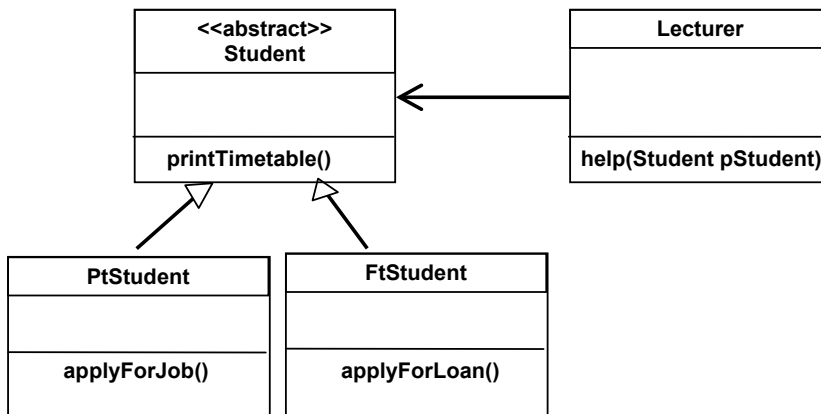 <<abstract>>
Student
printTimetable()
Lecturer
help(Student pStudent)
PtStudent
applyForJob()
FtStudent
applyForLoan()